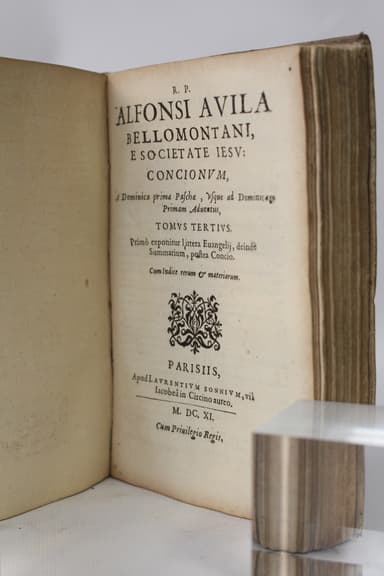 R. P.
ALFONSI AVILA
BELLOMONTANI,
E SOCIETATE IESV:
CONCIONVM,
A Dominica prima Paschæ, Vsque ad Dominicam
Primam Aduentus,
TOMVS TERTIVS.
Primò exponitur littera Euangelij, deinde
Summarium, postea Concio.
Cum Indice rerum & materiarum.
PARISIIS,
Apud LAVRENTIVM SONNIVM, viâ
Iacobeâ in Circino aureo.
M. DC. XI.
Cum Priuilegio Regis,